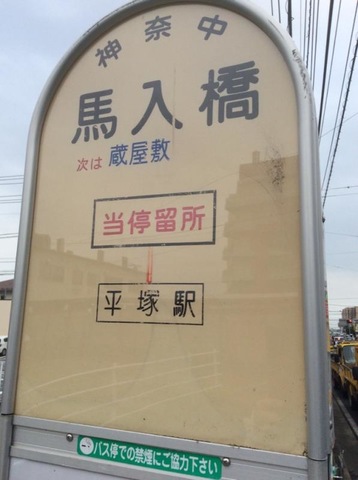 神奈中
馬入橋
次は 蔵屋敷
当停留所
平塚駅
バス停での禁煙にご協力下さい